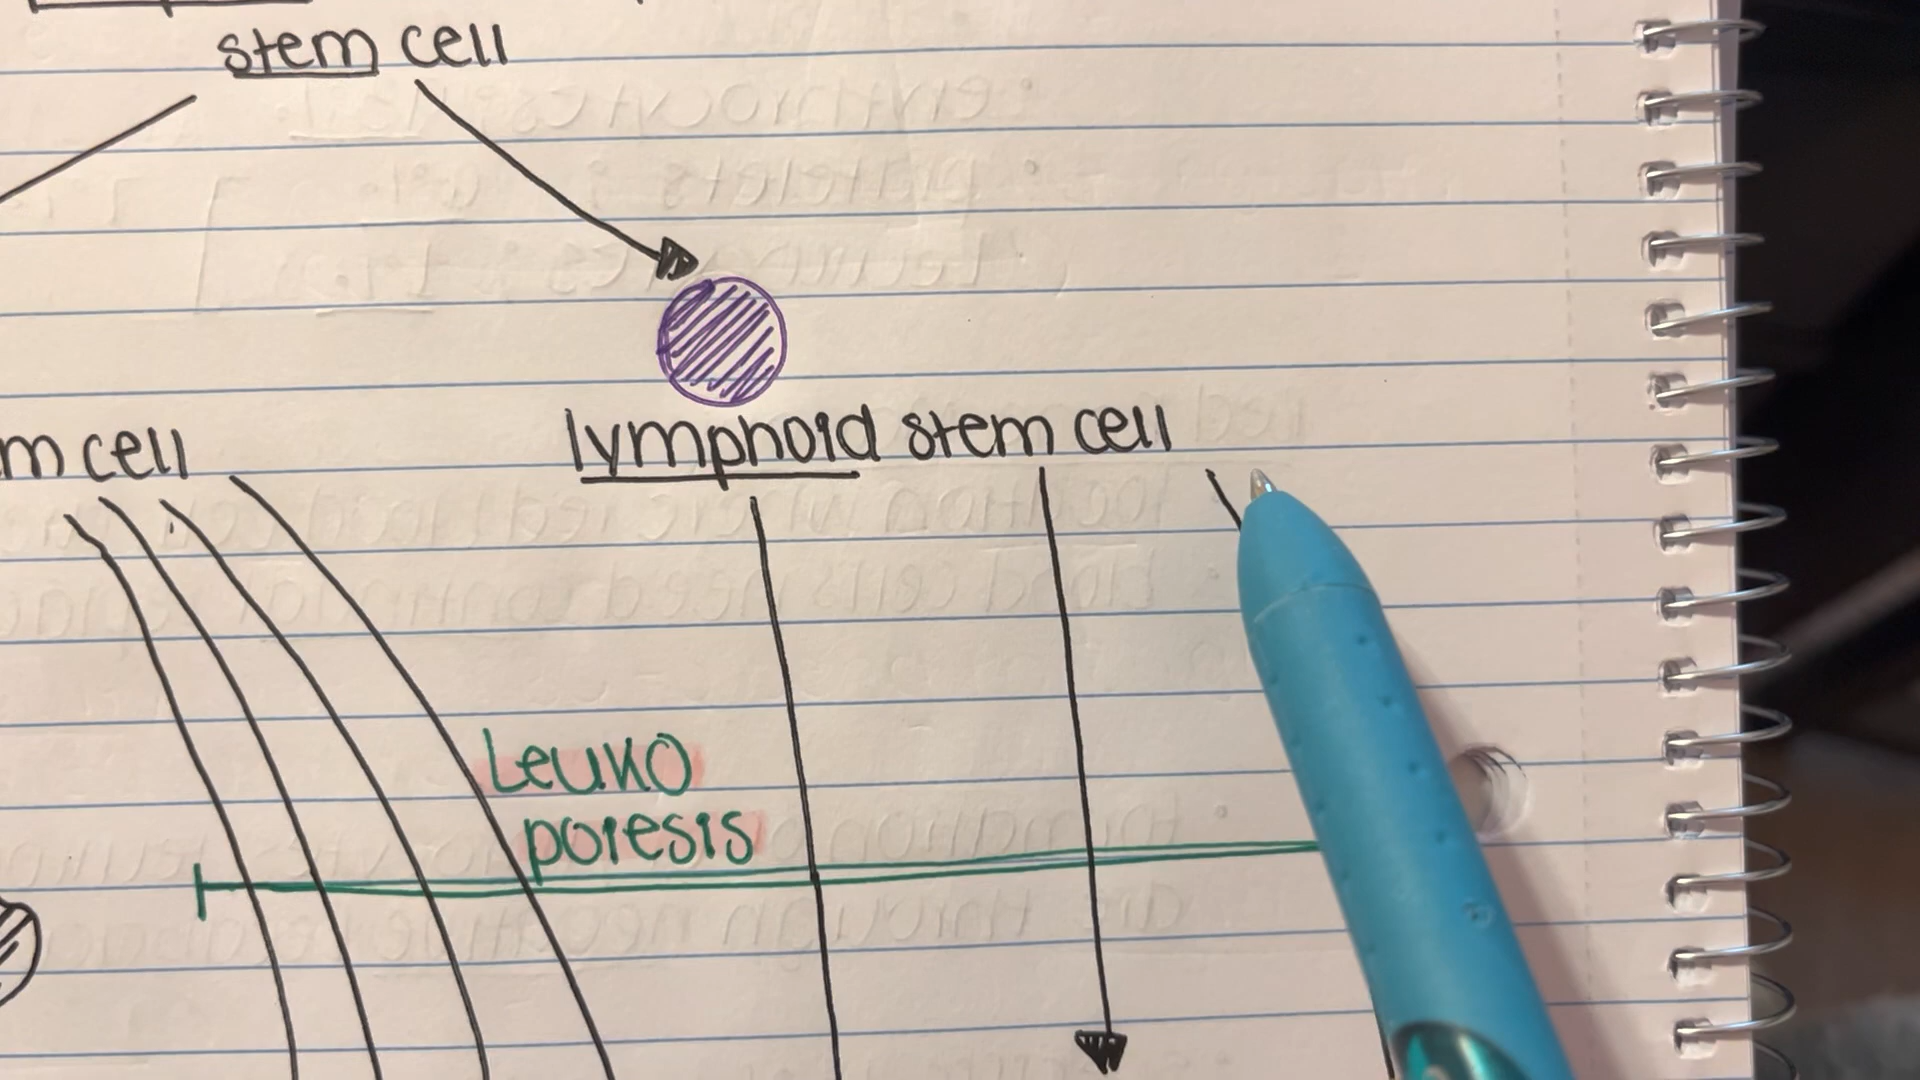 stem cell
m cell
lymphoid stem cell
Leuko
poiesis